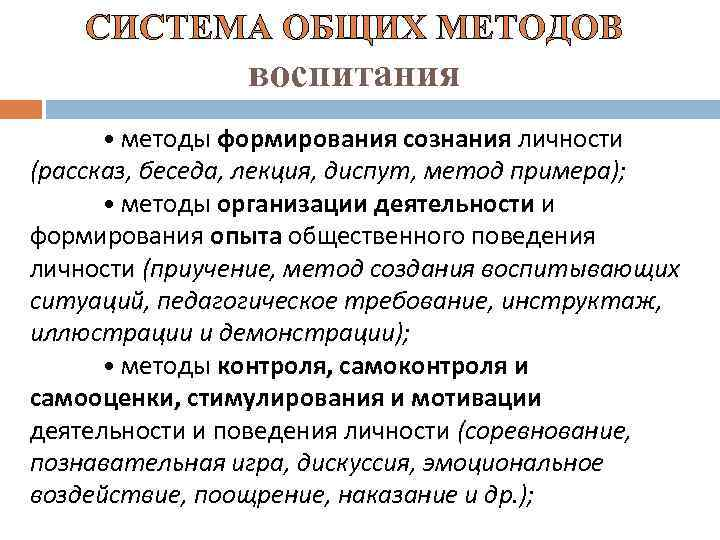 СИСТЕМА ОБЩИХ МЕТОДОВ
воспитания
• методы формирования сознания личности
(рассказ, беседа, лекция, диспут, метод примера);
• методы организации деятельности и
формирования опыта общественного поведения
личности (приучение, метод создания воспитывающих
ситуаций, педагогическое требование, инструктаж,
иллюстрации и демонстрации);
• методы контроля, самоконтроля и
самооценки, стимулирования и мотивации
деятельности и поведения личности (соревнование,
познавательная игра, дискуссия, эмоциональное
воздействие, поощрение, наказание и др. );